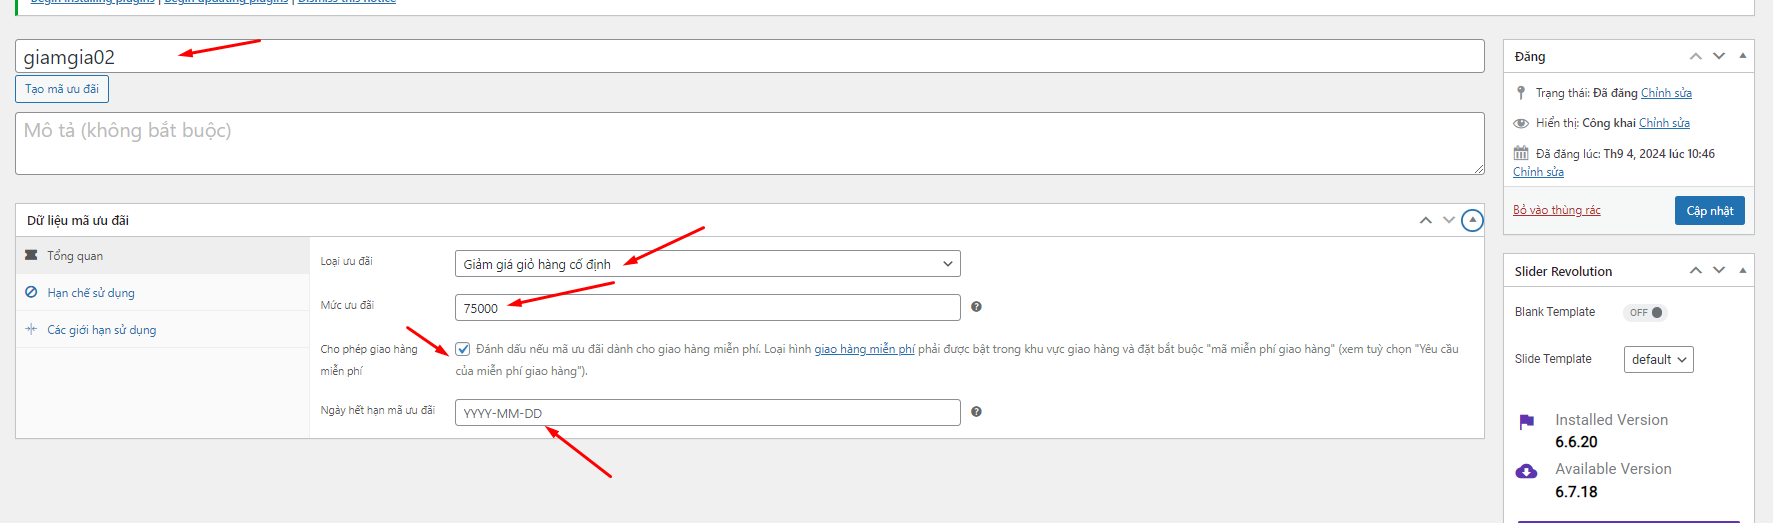 Begin installing plugins | Begin updating plugins | Dismiss this notice
giamgia02
Tạo mã ưu đãi
Mô tả (không bắt buộc)
Dữ liệu mã ưu đãi
Tổng quan
Hạn chế sử dụng
Các giới hạn sử dụng
Loại ưu đãi
Giảm giá giỏ hàng cố định
Mức ưu đãi
75000
Cho phép giao hàng
miễn phí
Đánh dấu nếu mã ưu đãi dành cho giao hàng miễn phí. Loại hình giao hàng miễn phí phải được bật trong khu vực giao hàng và đặt bắt buộc "mã miễn phí giao hàng" (xem tuỳ chọn "Yêu cầu
của miễn phí giao hàng").
Ngày hết hạn mã ưu đãi
YYYY-MM-DD
Đăng
Trạng thái: Đã đăng Chỉnh sửa
Hiển thị: Công khai Chỉnh sửa
Đã đăng lúc: Th9 4, 2024 lúc 10:46
Chỉnh sửa
Bỏ vào thùng rác
Cập nhật
Slider Revolution
Blank Template
OFF
Slide Template
default
Installed Version
6.6.20
Available Version
6.7.18